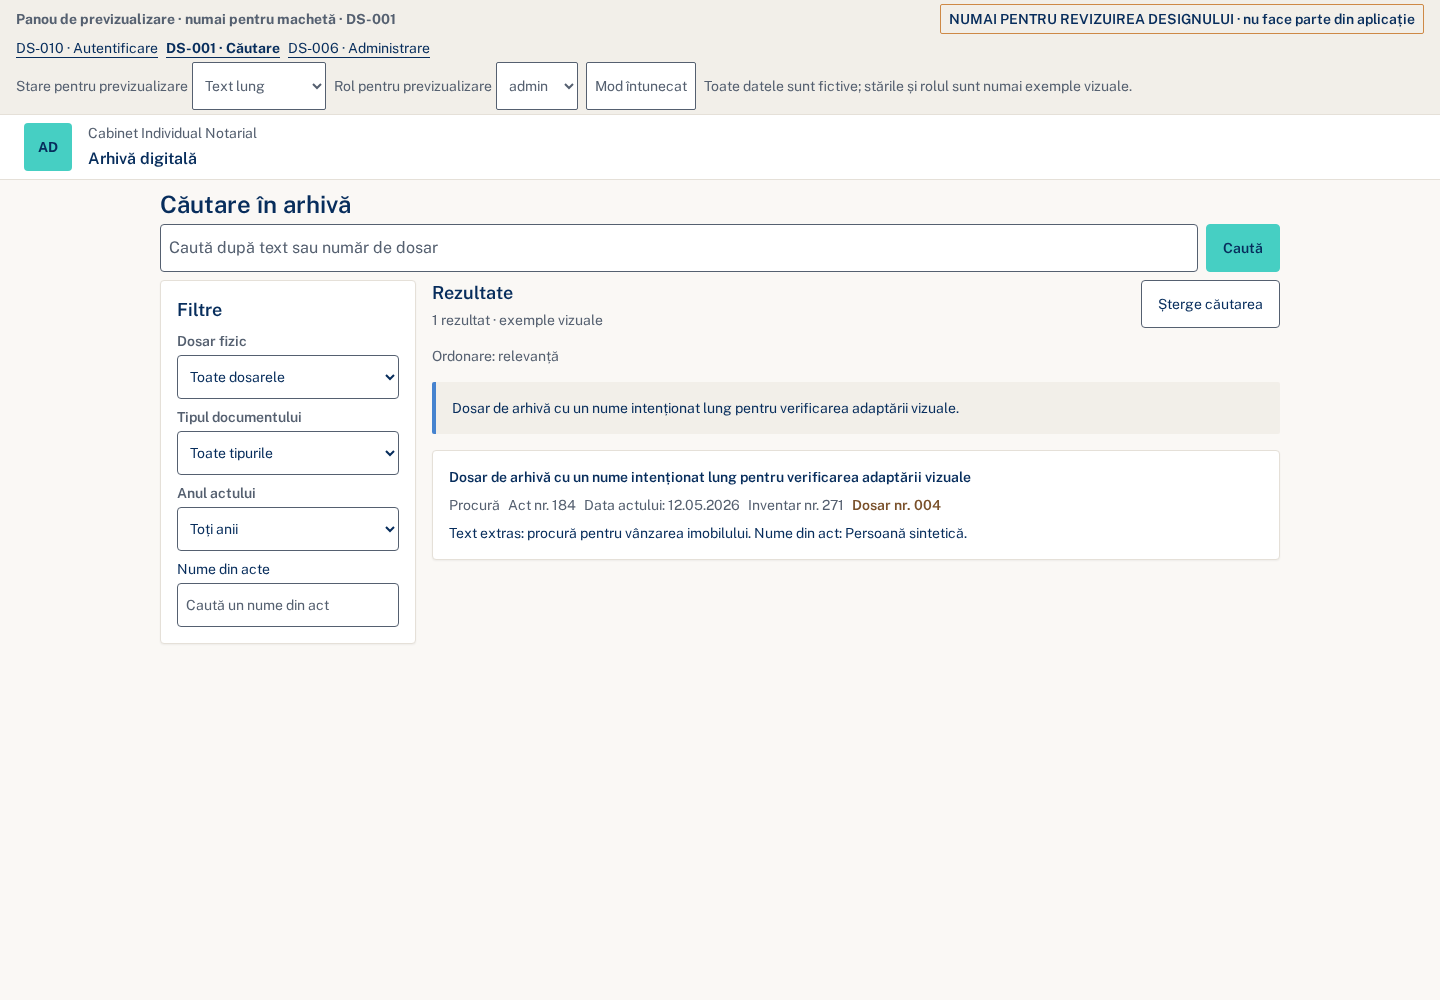 Panou de previzualizare · numai pentru machetă · DS-001
NUMAI PENTRU REVIZUIREA DESIGNULUI · nu face parte din aplicație
DS-010 · Autentificare DS-001 · Căutare DS-006 · Administrare
Stare pentru previzualizare Text lung Rol pentru previzualizare admin Mod întunecat Toate datele sunt fictive; stările și rolul sunt numai exemple vizuale.
AD
Cabinet Individual Notarial
Arhivă digitală
Căutare în arhivă
Caută după text sau număr de dosar
Caută
Filtre
Dosar fizic
Toate dosarele
Tipul documentului
Toate tipurile
Anul actului
Toți anii
Nume din acte
Caută un nume din act
Rezultate
1 rezultat · exemple vizuale
Șterge căutarea
Ordonare: relevanță
Dosar de arhivă cu un nume intenționat lung pentru verificarea adaptării vizuale.
Dosar de arhivă cu un nume intenționat lung pentru verificarea adaptării vizuale
Procură Act nr. 184 Data actului: 12.05.2026 Inventar nr. 271 Dosar nr. 004
Text extras: procură pentru vânzarea imobilului. Nume din act: Persoană sintetică.